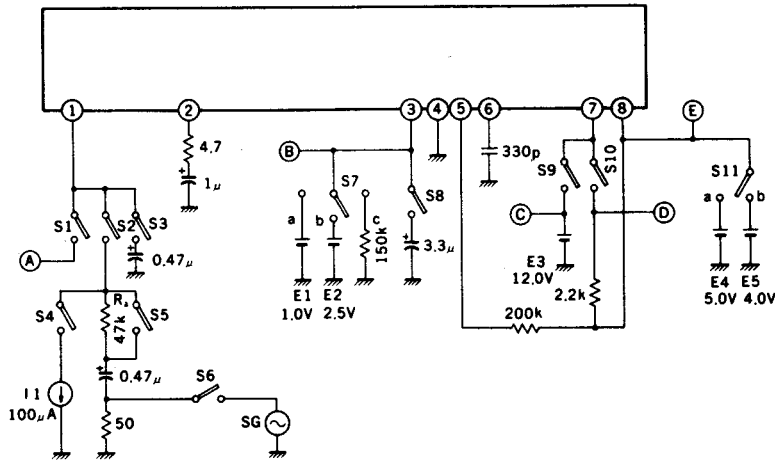 1 2 3 4 5 6 7 8
4.7
1μ
S1 S2 S3
A
0.47μ
B
S7
a b c
150k
S8
3.3μ
E1 E2
1.0V 2.5V
330p
S9 S10
C D
E3
12.0V
2.2k
200k
E
S11
a b
E4 E5
5.0V 4.0V
S4
Ra
47k
S5
0.47μ
I1
100μA
50
S6
SG